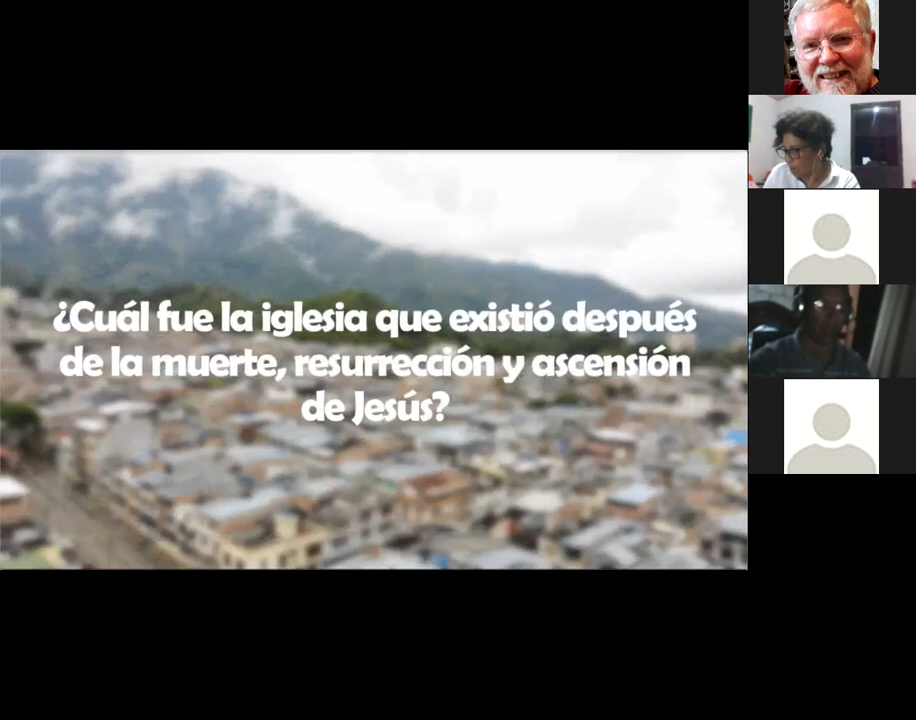 ¿Cuál fue la iglesia que existió después
de la muerte, resurrección y ascensión
de Jesús?